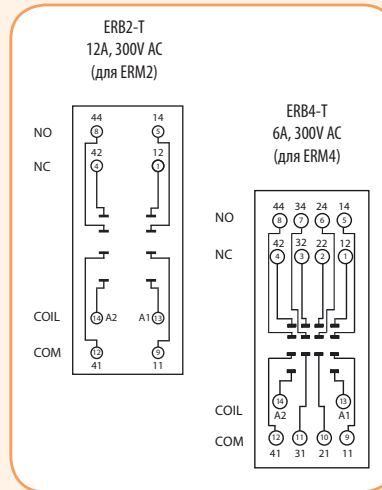 ERB2-T
12A, 300V AC
(для ERM2)
44 14
NO 8 5
42 12
NC 4 1
COIL 14 A2 A1 13
COM 12 9
41 11
ERB4-T
6A, 300V AC
(для ERM4)
44 34 24 14
NO 8 7 6 5
42 32 22 12
NC 4 3 2 1
14 13
COIL A2 A1
COM 12 11 10 9
41 31 21 11